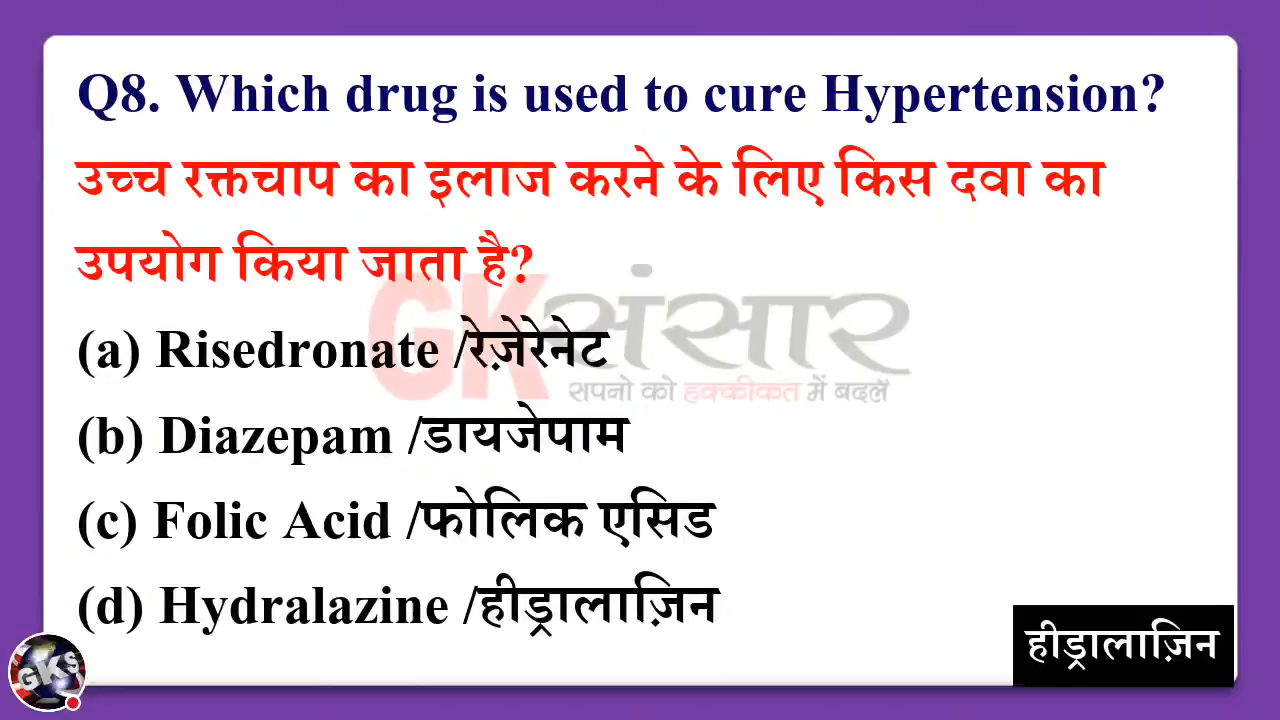 Q8. Which drug is used to cure Hypertension?
उच्च रक्तचाप का इलाज करने के लिए किस दवा का
उपयोग किया जाता है?
GKसंसार
सपनो को हक्कीकत में बदलें
(a) Risedronate /रेज़ेरेनेट
(b) Diazepam /डायजेपाम
(c) Folic Acid /फोलिक एसिड
(d) Hydralazine /हीड्रालाज़िन
हीड्रालाज़िन
GKS